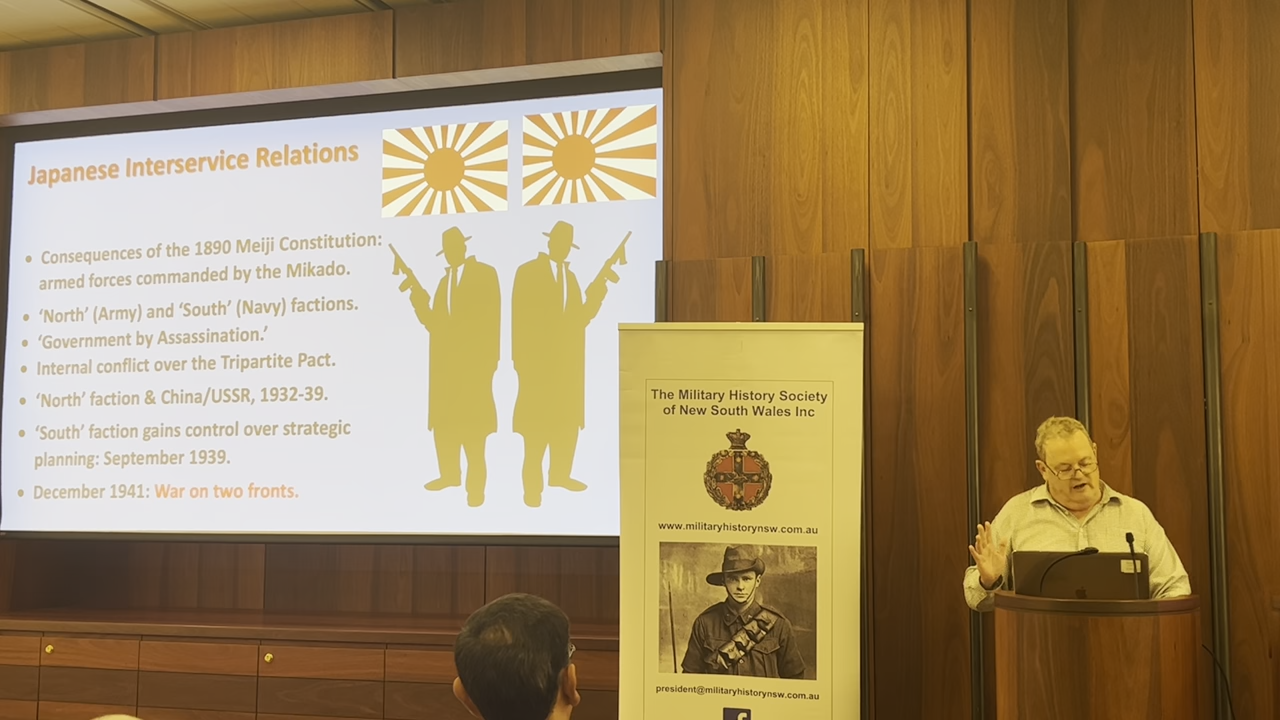 Japanese Interservice Relations
• Consequences of the 1890 Meiji Constitution:
armed forces commanded by the Mikado.
• ‘North’ (Army) and ‘South’ (Navy) factions.
• ‘Government by Assassination.’
• Internal conflict over the Tripartite Pact.
• ‘North’ faction & China/USSR, 1932-39.
• ‘South’ faction gains control over strategic
planning: September 1939.
• December 1941: War on two fronts.
The Military History Society
of New South Wales Inc
www.militaryhistorynsw.com.au
president@militaryhistorynsw.com.au